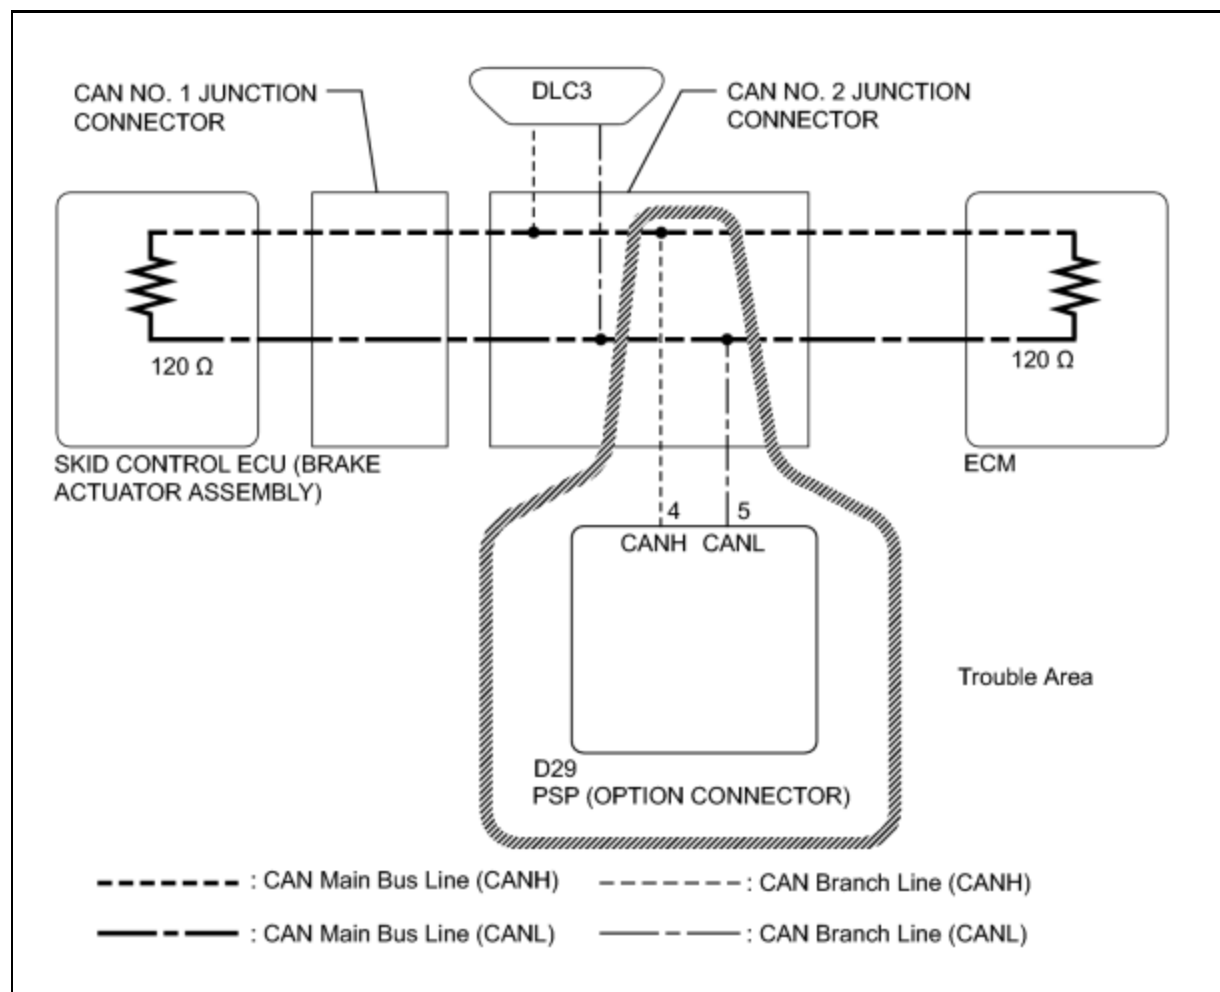 CAN NO. 1 JUNCTION
CONNECTOR
DLC3
CAN NO. 2 JUNCTION
CONNECTOR
120 Ω
120 Ω
SKID CONTROL ECU (BRAKE
ACTUATOR ASSEMBLY)
ECM
4 5
CANH CANL
Trouble Area
D29
PSP (OPTION CONNECTOR)
: CAN Main Bus Line (CANH)
: CAN Branch Line (CANH)
: CAN Main Bus Line (CANL)
: CAN Branch Line (CANL)